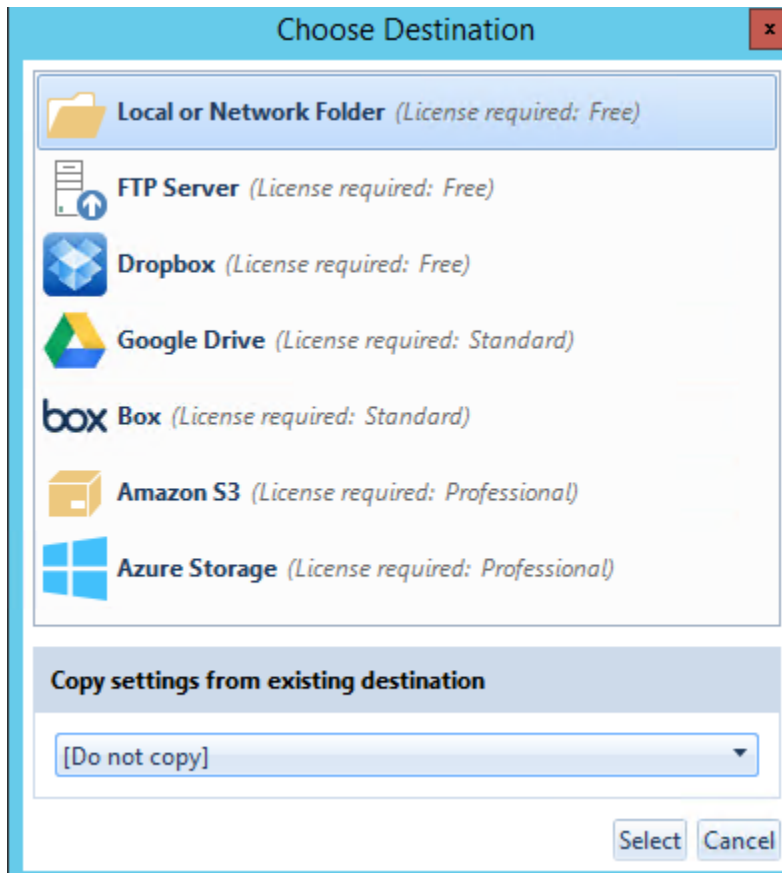 Choose Destination
x
Local or Network Folder (License required: Free)
FTP Server (License required: Free)
Dropbox (License required: Free)
Google Drive (License required: Standard)
box Box (License required: Standard)
Amazon S3 (License required: Professional)
Azure Storage (License required: Professional)
Copy settings from existing destination
[Do not copy]
Select Cancel